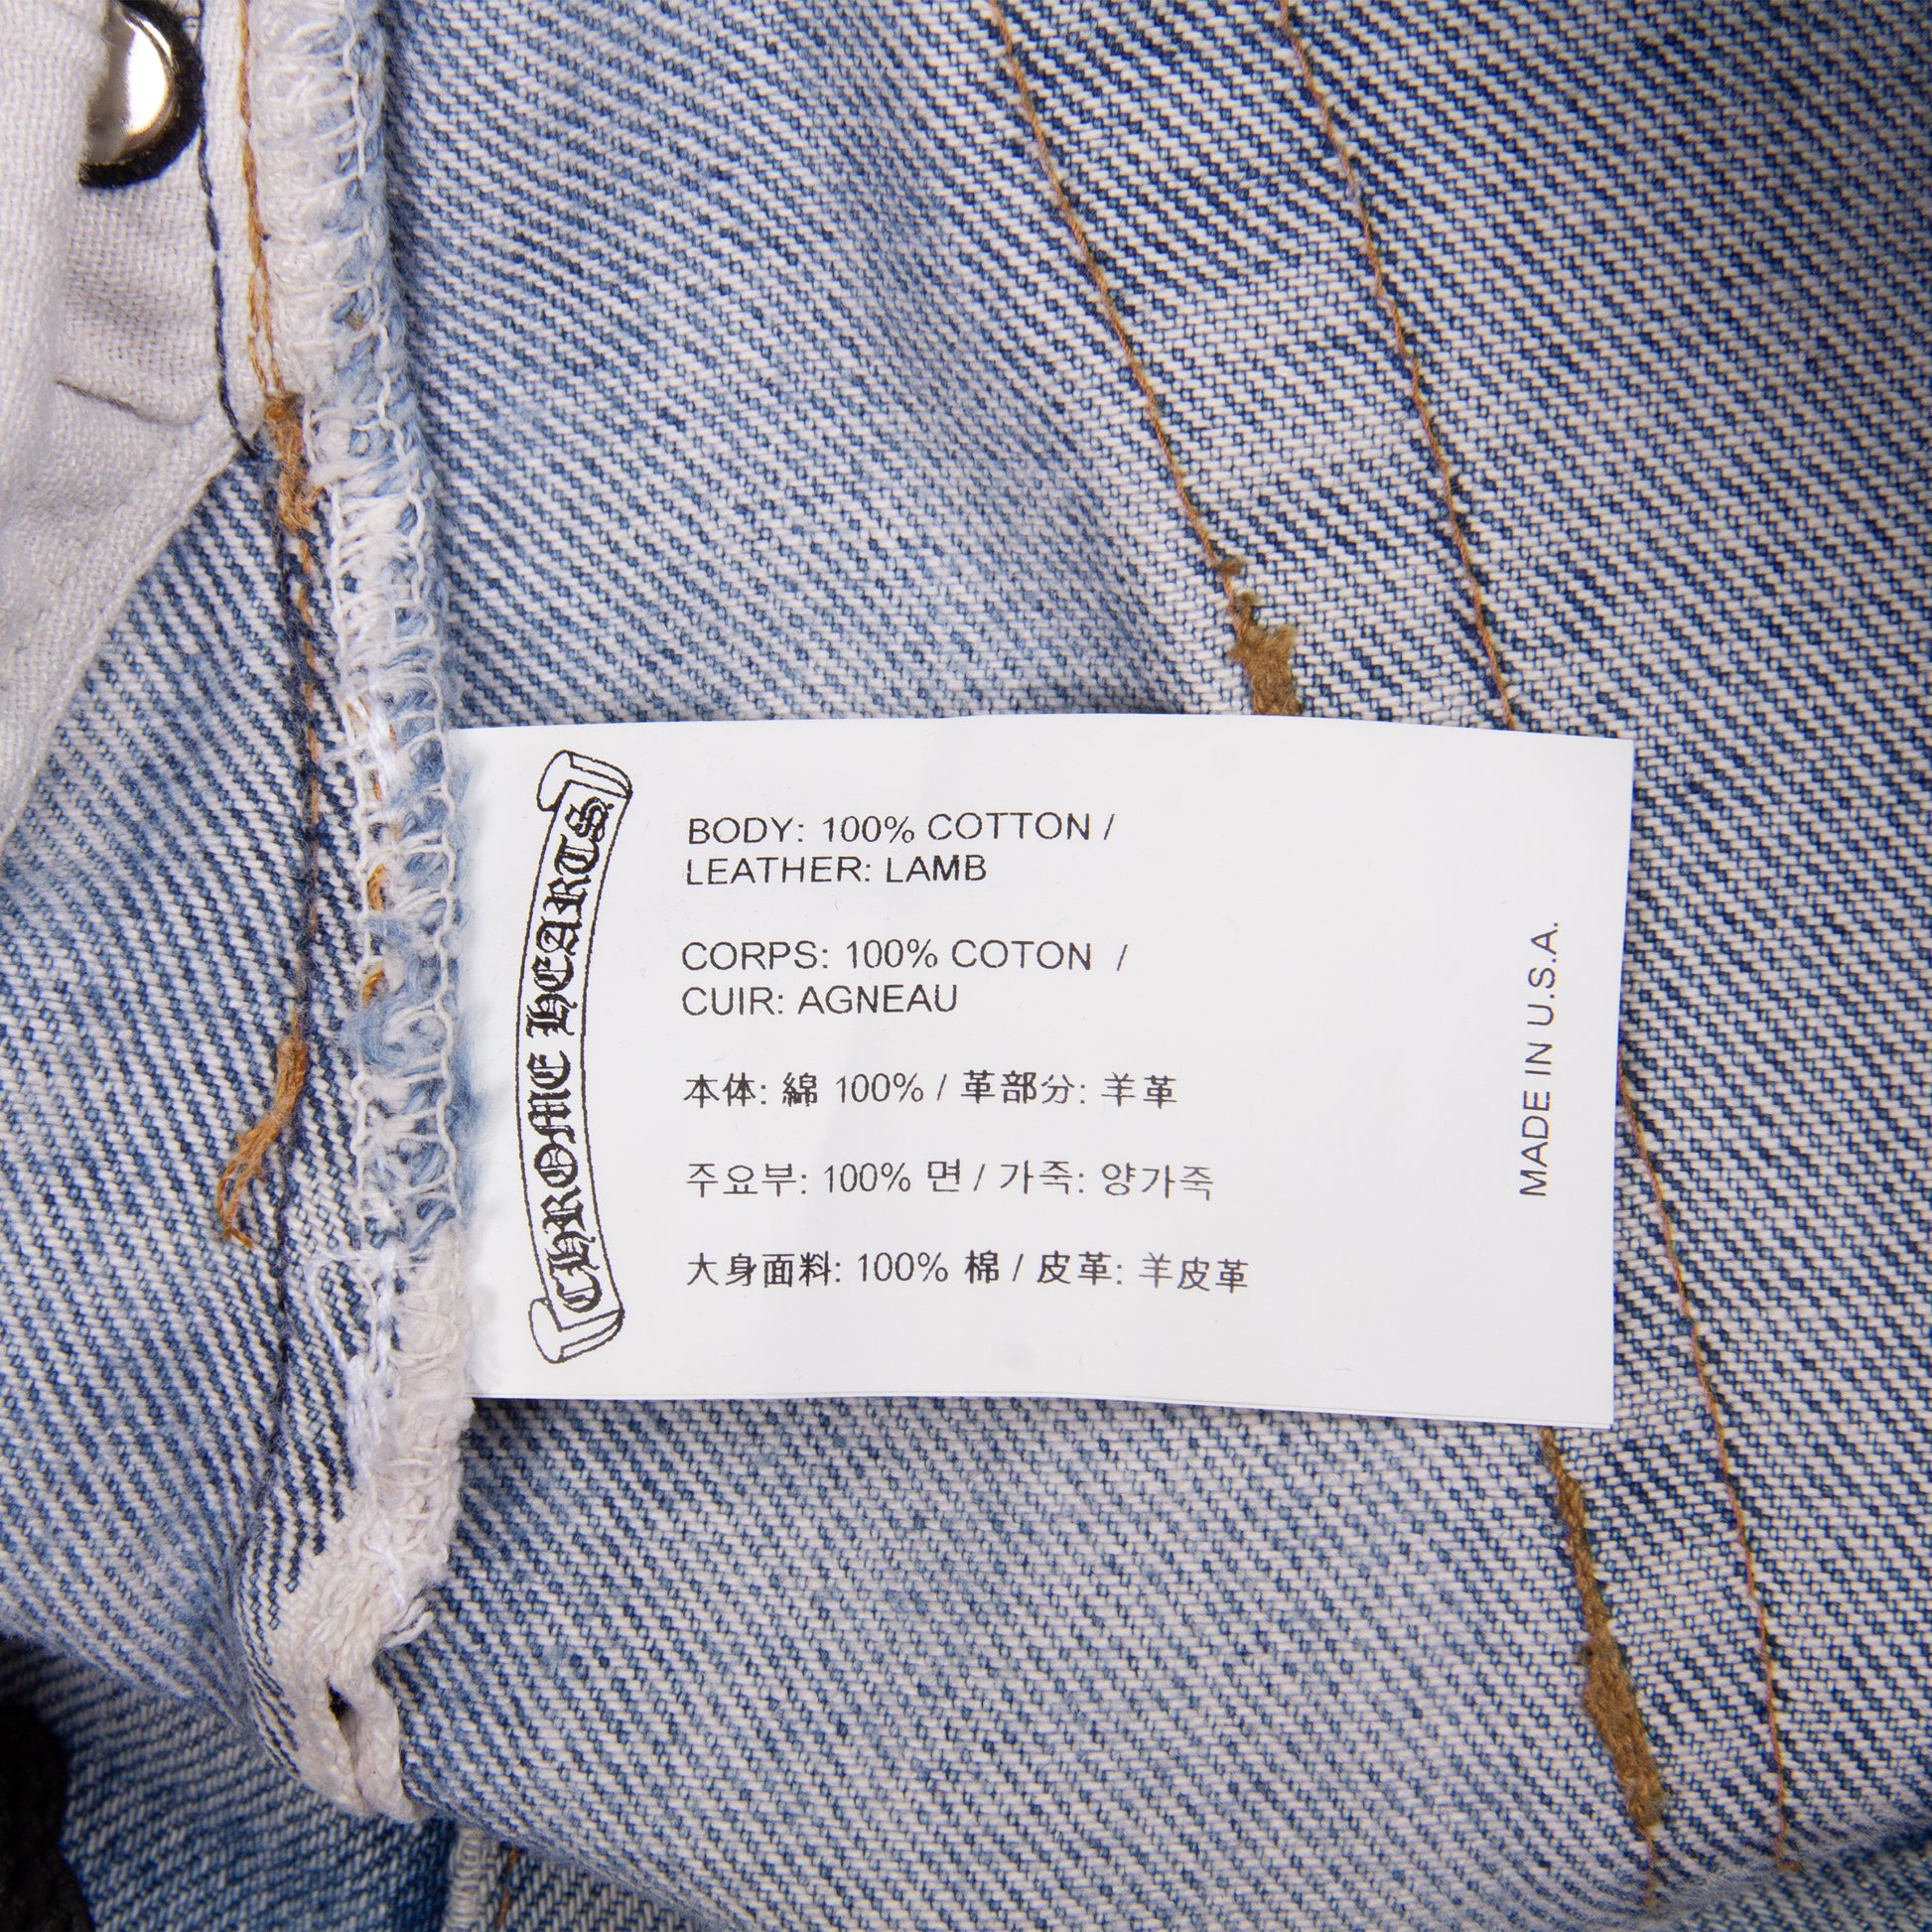 CHROME HEARTS
BODY: 100% COTTON /
LEATHER: LAMB
CORPS: 100% COTON /
CUIR: AGNEAU
本体: 綿 100% / 革部分: 羊革
주요부: 100% 면 / 가죽: 양가죽
大身面料: 100% 棉 / 皮革: 羊皮革
MADE IN U.S.A.